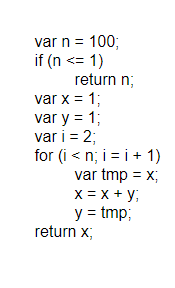 var n = 100;
if (n <= 1)
return n;
var x = 1;
var y = 1;
var i = 2;
for (i < n; i = i + 1)
var tmp = x;
x = x + y;
y = tmp;
return x;